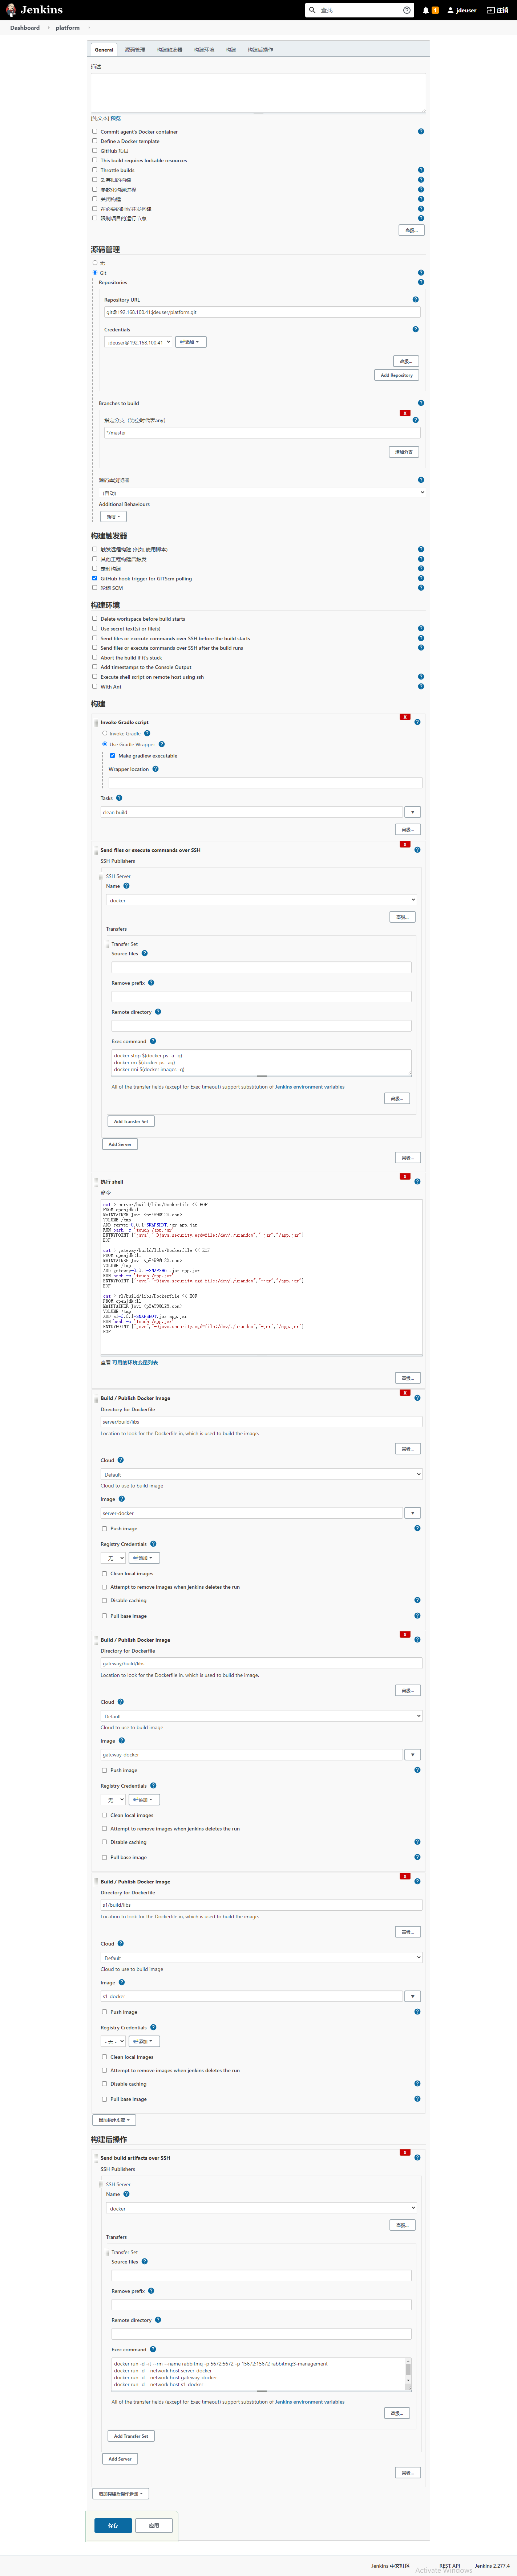 Jenkins
查找
1
jdeuser
注销
Dashboard
platform
General
源码管理
构建触发器
构建环境
构建
构建后操作
描述
[纯文本] 预览
Commit agent's Docker container
Define a Docker template
GitHub 项目
This build requires lockable resources
Throttle builds
丢弃旧的构建
参数化构建过程
关闭构建
在必要的时候并发构建
限制项目的运行节点
高级...
源码管理
无
Git
Repositories
Repository URL
git@192.168.100.41:jdeuser/platform.git
Credentials
jdeuser@192.168.100.41
添加
高级...
Add Repository
Branches to build
X
指定分支（为空时代表any）
*/master
增加分支
源码库浏览器
(自动)
Additional Behaviours
新增
构建触发器
触发远程构建 (例如,使用脚本)
其他工程构建后触发
定时构建
GitHub hook trigger for GITScm polling
轮询 SCM
构建环境
Delete workspace before build starts
Use secret text(s) or file(s)
Send files or execute commands over SSH before the build starts
Send files or execute commands over SSH after the build runs
Abort the build if it's stuck
Add timestamps to the Console Output
Execute shell script on remote host using ssh
With Ant
构建
X
Invoke Gradle script
Invoke Gradle
Use Gradle Wrapper
Make gradlew executable
Wrapper location
Tasks
clean build
高级...
X
Send files or execute commands over SSH
SSH Publishers
SSH Server
Name
docker
高级...
Transfers
Transfer Set
Source files
Remove prefix
Remote directory
Exec command
docker stop $(docker ps -a -q)
docker rm $(docker ps -aq)
docker rmi $(docker images -q)
All of the transfer fields (except for Exec timeout) support substitution of Jenkins environment variables
高级...
Add Transfer Set
Add Server
高级...
X
执行 shell
命令
cat > server/build/libs/Dockerfile << EOF
FROM openjdk:11
VOLUME /tmp
ADD server-0.0.1-SNAPSHOT.jar app.jar
RUN bash -c 'touch /app.jar'
ENTRYPOINT ["java","-Djava.security.egd=file:/dev/./urandom","-jar","/app.jar"]
EOF
cat > gateway/build/libs/Dockerfile << EOF
FROM openjdk:11
VOLUME /tmp
ADD gateway-0.0.1-SNAPSHOT.jar app.jar
RUN bash -c 'touch /app.jar'
ENTRYPOINT ["java","-Djava.security.egd=file:/dev/./urandom","-jar","/app.jar"]
EOF
cat > s1/build/libs/Dockerfile << EOF
FROM openjdk:11
VOLUME /tmp
ADD s1-0.0.1-SNAPSHOT.jar app.jar
RUN bash -c 'touch /app.jar'
ENTRYPOINT ["java","-Djava.security.egd=file:/dev/./urandom","-jar","/app.jar"]
EOF
查看 可用的环境变量列表
高级...
X
Build / Publish Docker Image
Directory for Dockerfile
server/build/libs
Location to look for the Dockerfile in, which is used to build the image.
高级...
Cloud
Default
Cloud to use to build image
Image
server-docker
Push image
Registry Credentials
- 无 -
添加
Clean local images
Attempt to remove images when jenkins deletes the run
Disable caching
Pull base image
X
Build / Publish Docker Image
Directory for Dockerfile
gateway/build/libs
Location to look for the Dockerfile in, which is used to build the image.
高级...
Cloud
Default
Cloud to use to build image
Image
gateway-docker
Push image
Registry Credentials
- 无 -
添加
Clean local images
Attempt to remove images when jenkins deletes the run
Disable caching
Pull base image
X
Build / Publish Docker Image
Directory for Dockerfile
s1/build/libs
Location to look for the Dockerfile in, which is used to build the image.
高级...
Cloud
Default
Cloud to use to build image
Image
s1-docker
Push image
Registry Credentials
- 无 -
添加
Clean local images
Attempt to remove images when jenkins deletes the run
Disable caching
Pull base image
增加构建步骤
构建后操作
X
Send build artifacts over SSH
SSH Publishers
SSH Server
Name
docker
高级...
Transfers
Transfer Set
Source files
Remove prefix
Remote directory
Exec command
docker run -d -it --rm --name rabbitmq -p 5672:5672 -p 15672:15672 rabbitmq:3-management
docker run -d --network host server-docker
docker run -d --network host gateway-docker
docker run -d --network host s1-docker
All of the transfer fields (except for Exec timeout) support substitution of Jenkins environment variables
高级...
Add Transfer Set
Add Server
高级...
增加构建后操作步骤
保存
应用
Jenkins 中文社区
REST API
Jenkins 2.277.4
Activate Windows